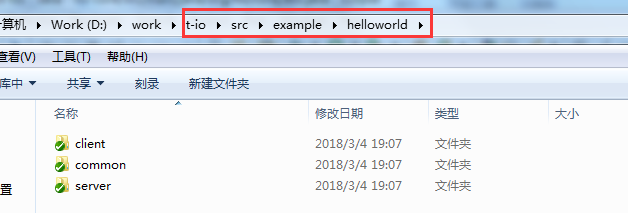 计算机 ▸ Work (D:) ▸ work ▸ t-io ▸ src ▸ example ▸ helloworld ▸
查看(V) 工具(T) 帮助(H)
库中 ▾ 共享 ▾ 刻录 新建文件夹
名称 修改日期 类型 大小
client 2018/3/4 19:07 文件夹
common 2018/3/4 19:07 文件夹
置 server 2018/3/4 19:07 文件夹